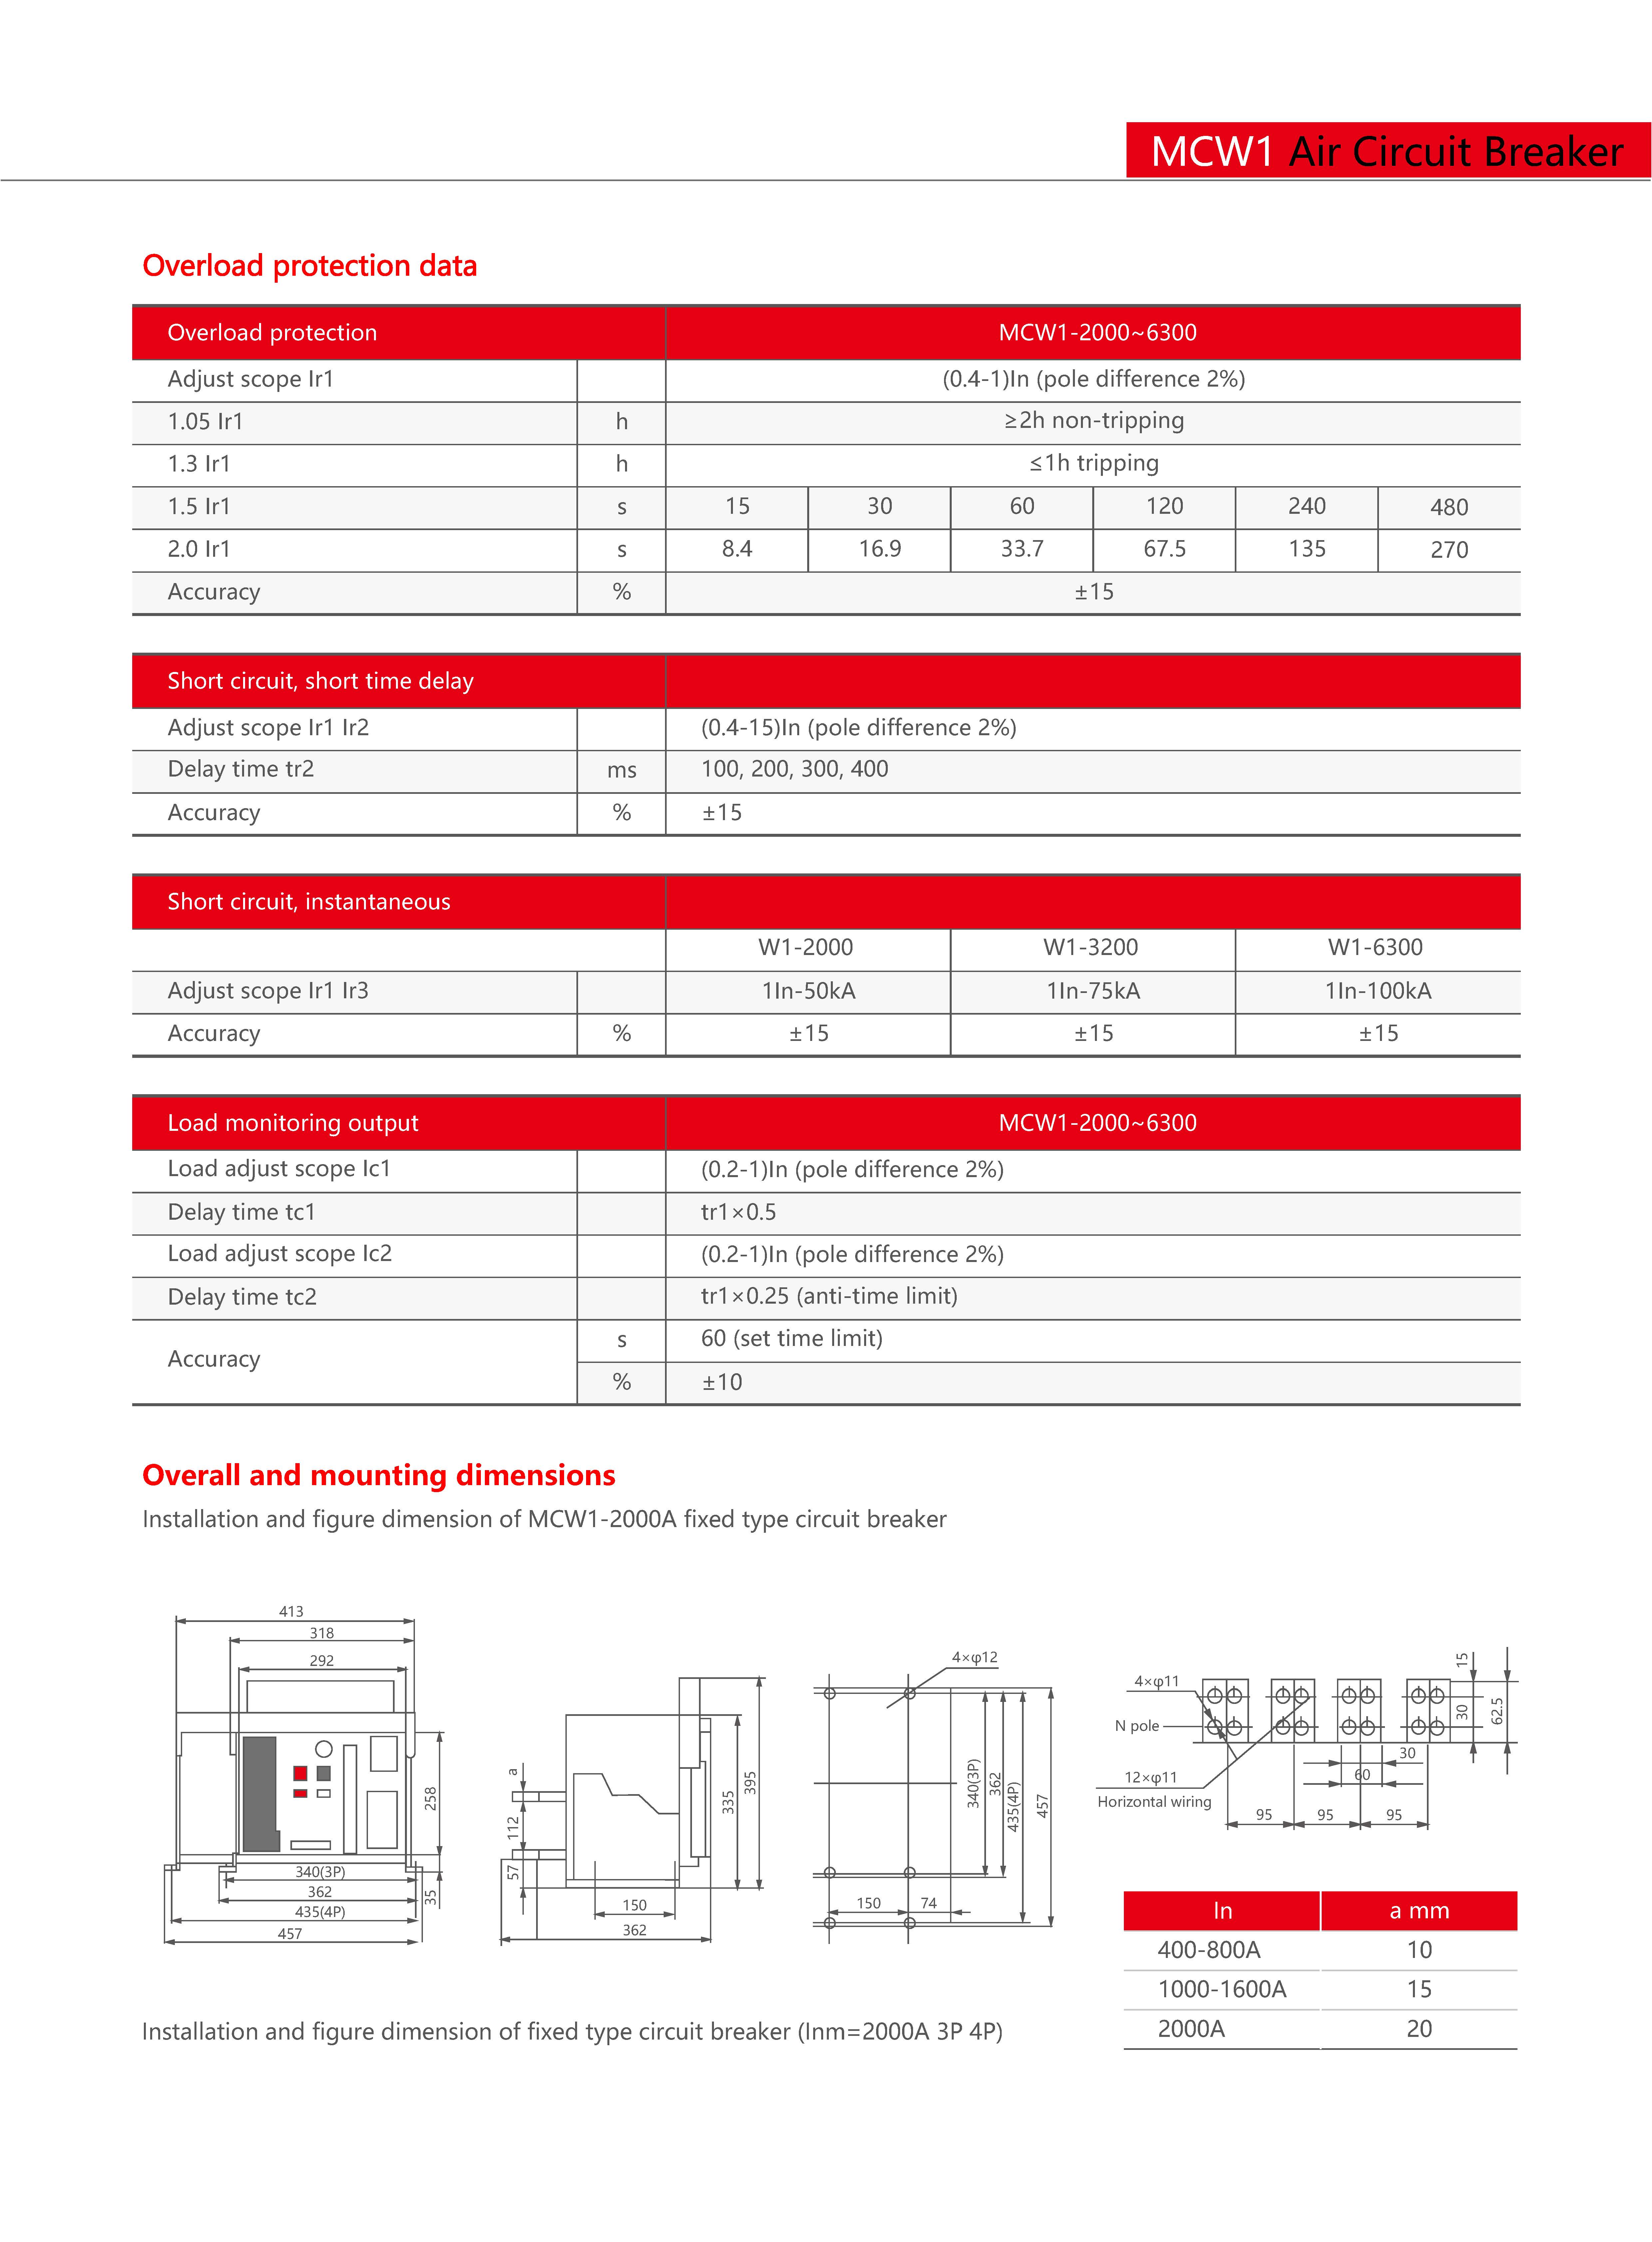 MCW1 Air Circuit Breaker
Overload protection data
Overload protection MCW1-2000~6300
Adjust scope Ir1 (0.4-1)In (pole difference 2%)
1.05 Ir1 h ≥2h non-tripping
1.3 Ir1 h ≤1h tripping
1.5 Ir1 s 15 30 60 120 240 480
2.0 Ir1 s 8.4 16.9 33.7 67.5 135 270
Accuracy % ±15
Short circuit, short time delay
Adjust scope Ir1 Ir2 (0.4-15)In (pole difference 2%)
Delay time tr2 ms 100, 200, 300, 400
Accuracy % ±15
Short circuit, instantaneous
W1-2000 W1-3200 W1-6300
Adjust scope Ir1 Ir3 1In-50kA 1In-75kA 1In-100kA
Accuracy % ±15 ±15 ±15
Load monitoring output MCW1-2000~6300
Load adjust scope Ic1 (0.2-1)In (pole difference 2%)
Delay time tc1 tr1×0.5
Load adjust scope Ic2 (0.2-1)In (pole difference 2%)
Delay time tc2 tr1×0.25 (anti-time limit)
Accuracy s 60 (set time limit)
% ±10
Overall and mounting dimensions
Installation and figure dimension of MCW1-2000A fixed type circuit breaker
413
318
292
258
35
340(3P)
362
435(4P)
457
a
112
57
335
395
150
362
4×φ12
340(3P)
362
435(4P)
457
150 74
4×φ11
N pole
12×φ11
Horizontal wiring
15
30
62.5
30
60
95 95 95
In a mm
400-800A 10
1000-1600A 15
2000A 20
Installation and figure dimension of fixed type circuit breaker (Inm=2000A 3P 4P)